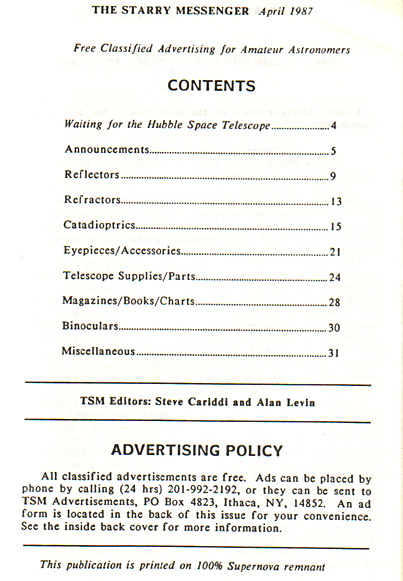 THE STARRY MESSENGER April 1987
Free Classified Advertising for Amateur Astronomers
CONTENTS
Waiting for the Hubble Space Telescope....................4
Announcements..................................................5
Reflectors..........................................................9
Refractors.........................................................13
Catadioptrics.....................................................15
Eyepieces/Accessories........................................21
Telescope Supplies/Parts....................................24
Magazines/Books/Charts....................................28
Binoculars.........................................................30
Miscellaneous....................................................31
TSM Editors: Steve Cariddi and Alan Levin
ADVERTISING POLICY
All classified advertisements are free. Ads can be placed by
phone by calling (24 hrs) 201-992-2192, or they can be sent to
TSM Advertisements, PO Box 4823, Ithaca, NY, 14852. An ad
form is located in the back of this issue for your convenience.
See the inside back cover for more information.
This publication is printed on 100% Supernova remnant